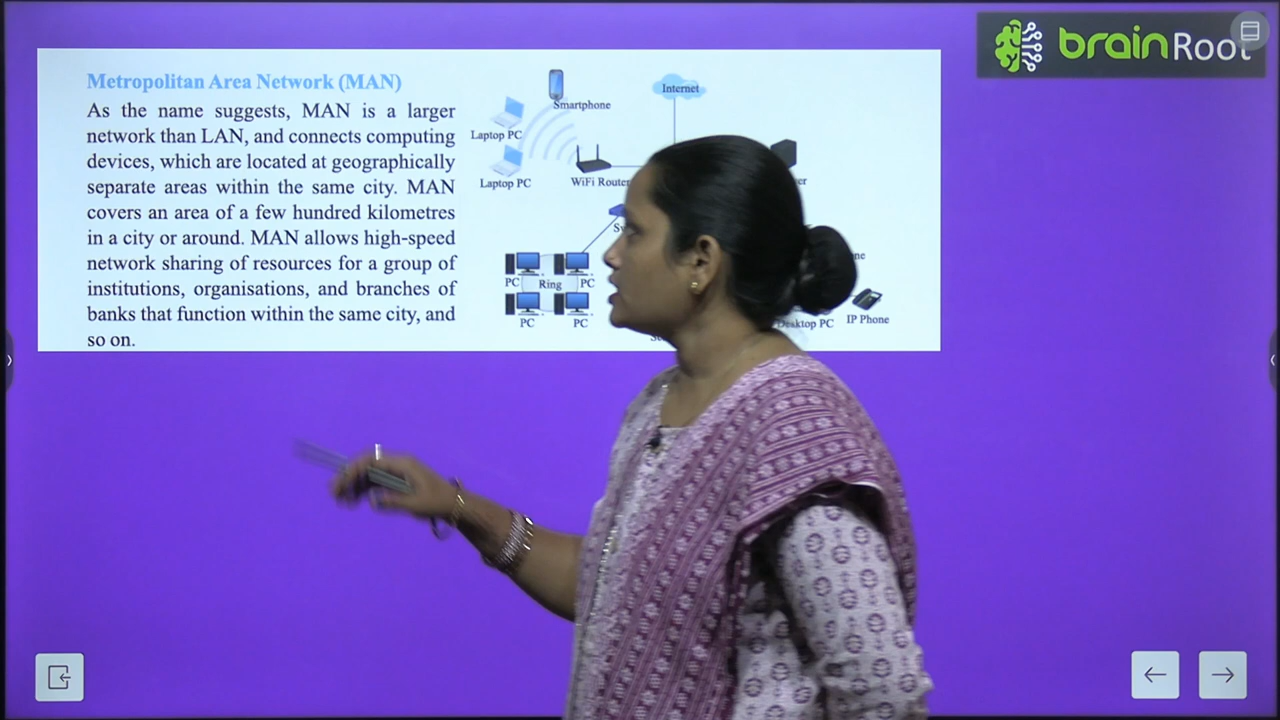 brainRoot
Metropolitan Area Network (MAN)
As the name suggests, MAN is a larger
network than LAN, and connects computing
devices, which are located at geographically
separate areas within the same city. MAN
covers an area of a few hundred kilometres
in a city or around. MAN allows high-speed
network sharing of resources for a group of
institutions, organisations, and branches of
banks that function within the same city, and
so on.
Smartphone
Internet
Laptop PC
Laptop PC
WiFi Router
PC
Ring
PC
PC
PC
Desktop PC
IP Phone